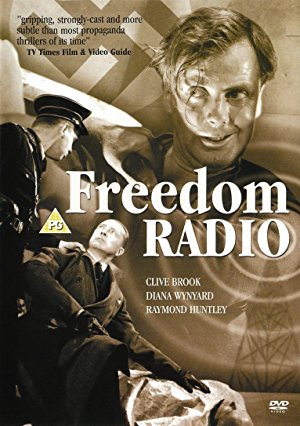 "gripping, strongly-cast and more
subtle than most propaganda
thrillers of its time"
TV Times Film & Video Guide
Freedom
PG
RADIO
CLIVE BROOK
DIANA WYNYARD
RAYMOND HUNTLEY
DVD
VIDEO